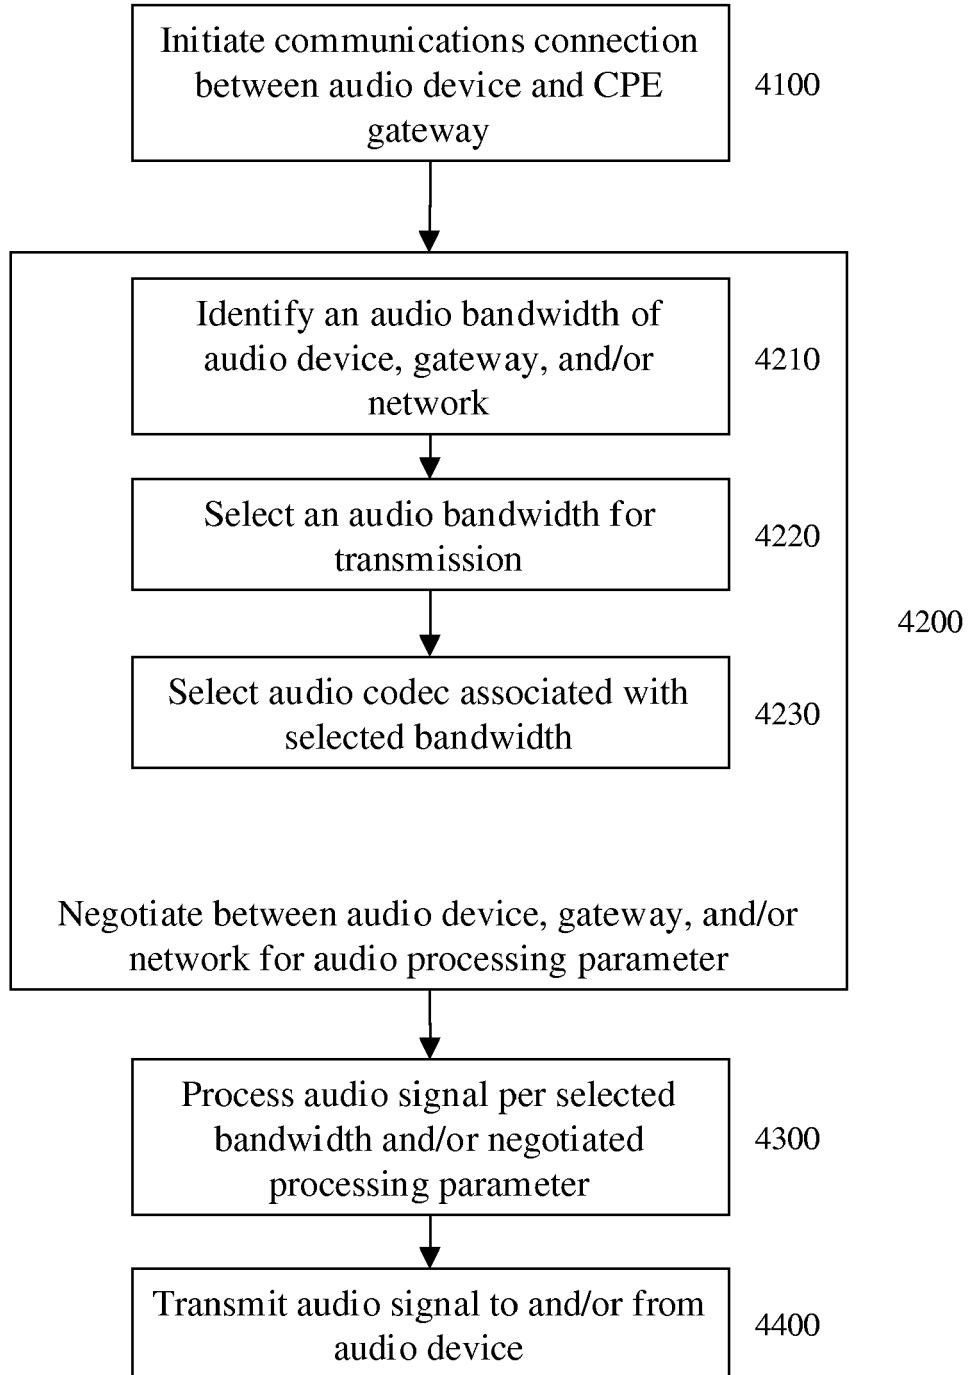 Initiate communications connection
between audio device and CPE
gateway
4100
Identify an audio bandwidth of
audio device, gateway, and/or
network
4210
Select an audio bandwidth for
transmission
4220
Select audio codec associated with
selected bandwidth
4230
4200
Negotiate between audio device, gateway, and/or
network for audio processing parameter
Process audio signal per selected
bandwidth and/or negotiated
processing parameter
4300
Transmit audio signal to and/or from
audio device
4400